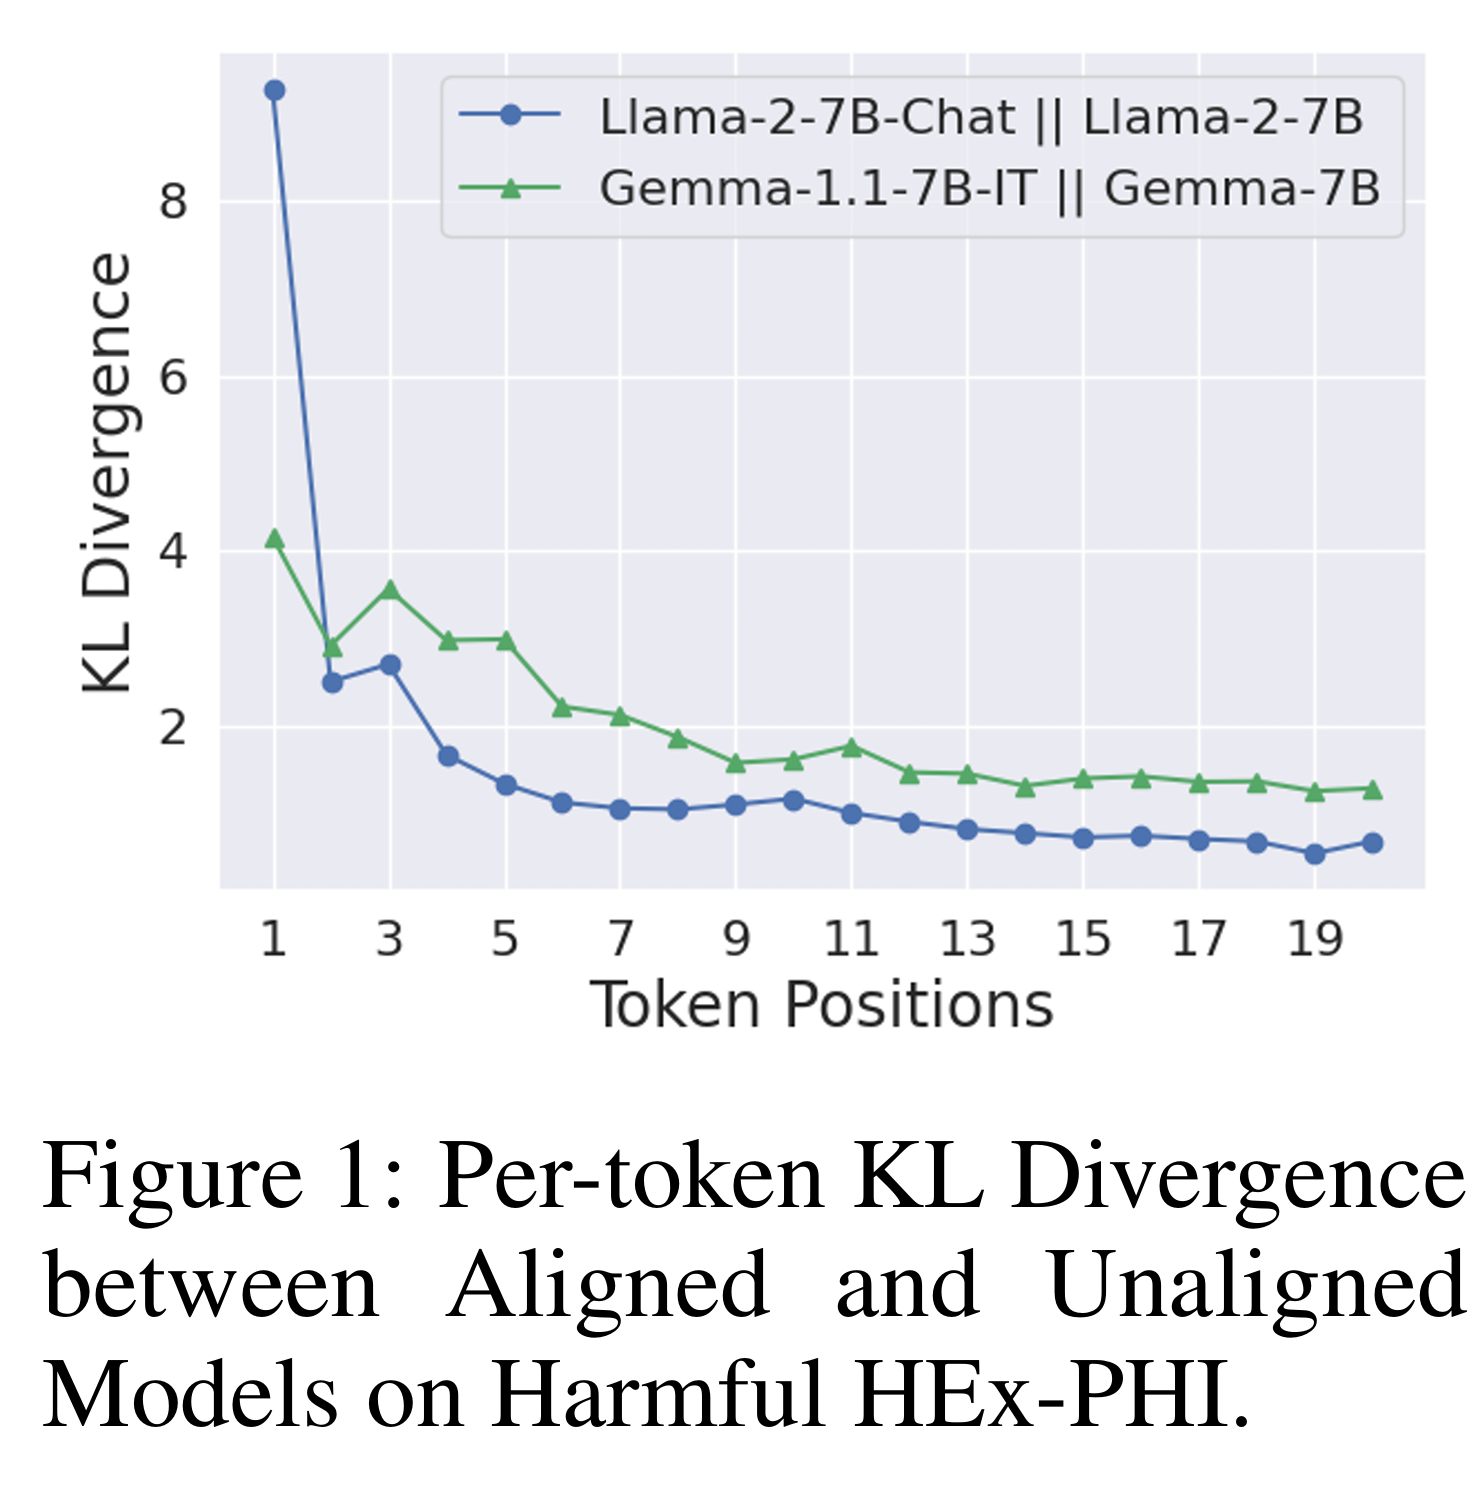 Llama-2-7B-Chat || Llama-2-7B
Gemma-1.1-7B-IT || Gemma-7B
8
6
4
2
KL Divergence
1 3 5 7 9 11 13 15 17 19
Token Positions
Figure 1: Per-token KL Divergence
between Aligned and Unaligned
Models on Harmful HEx-PHI.